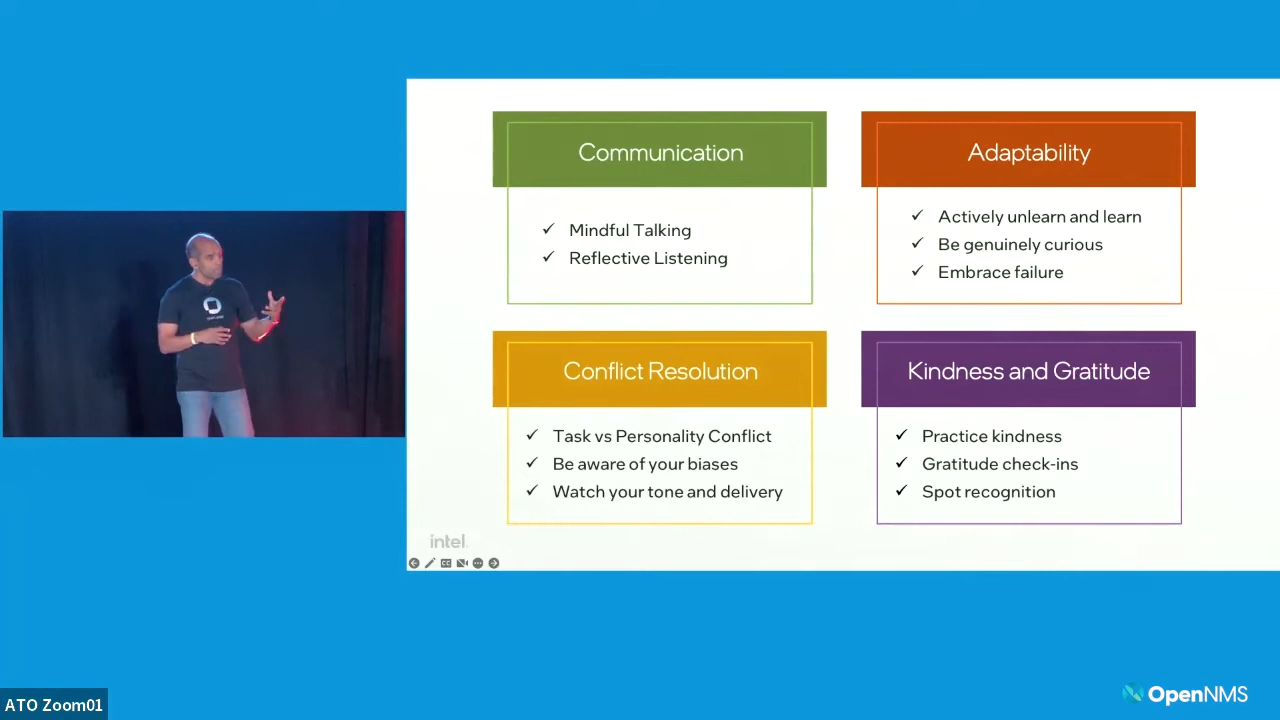 Communication
Mindful Talking
Reflective Listening
Adaptability
Actively unlearn and learn
Be genuinely curious
Embrace failure
Conflict Resolution
Task vs Personality Conflict
Be aware of your biases
Watch your tone and delivery
Kindness and Gratitude
Practice kindness
Gratitude check-ins
Spot recognition
intel.
ATO Zoom01
OpenNMS